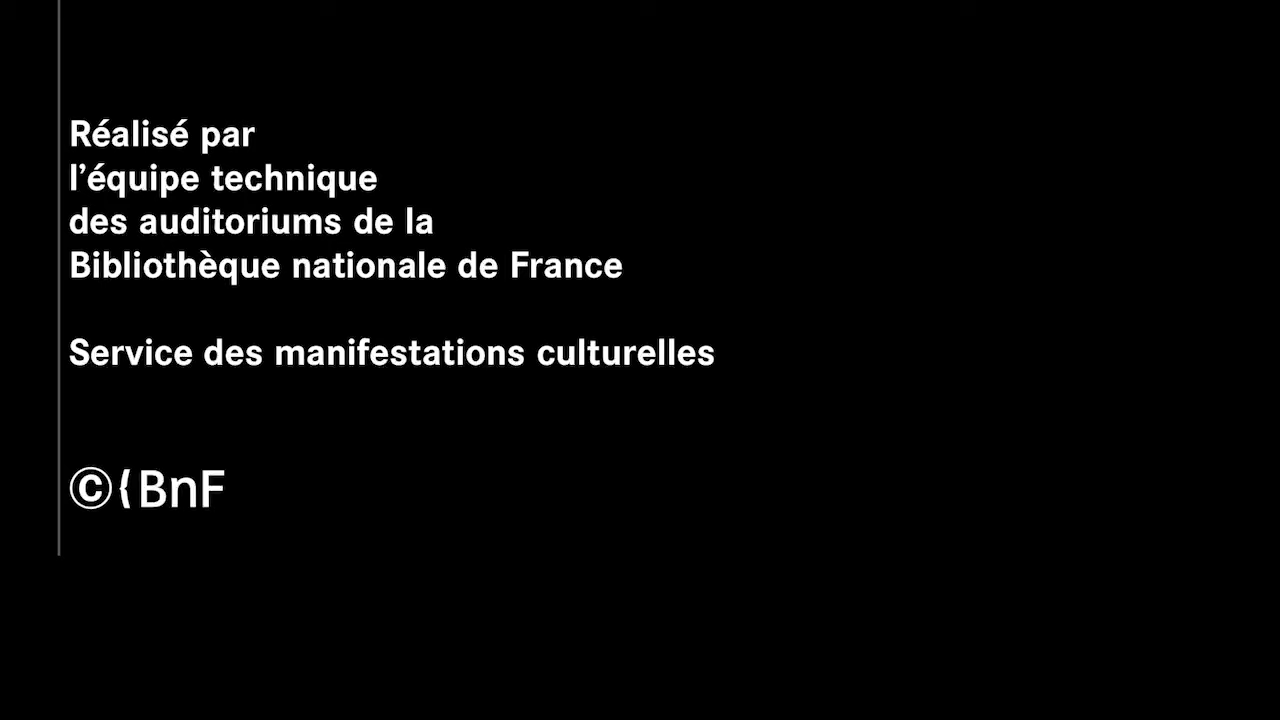 Réalisé par
l’équipe technique
des auditoriums de la
Bibliothèque nationale de France
Service des manifestations culturelles
©{BnF